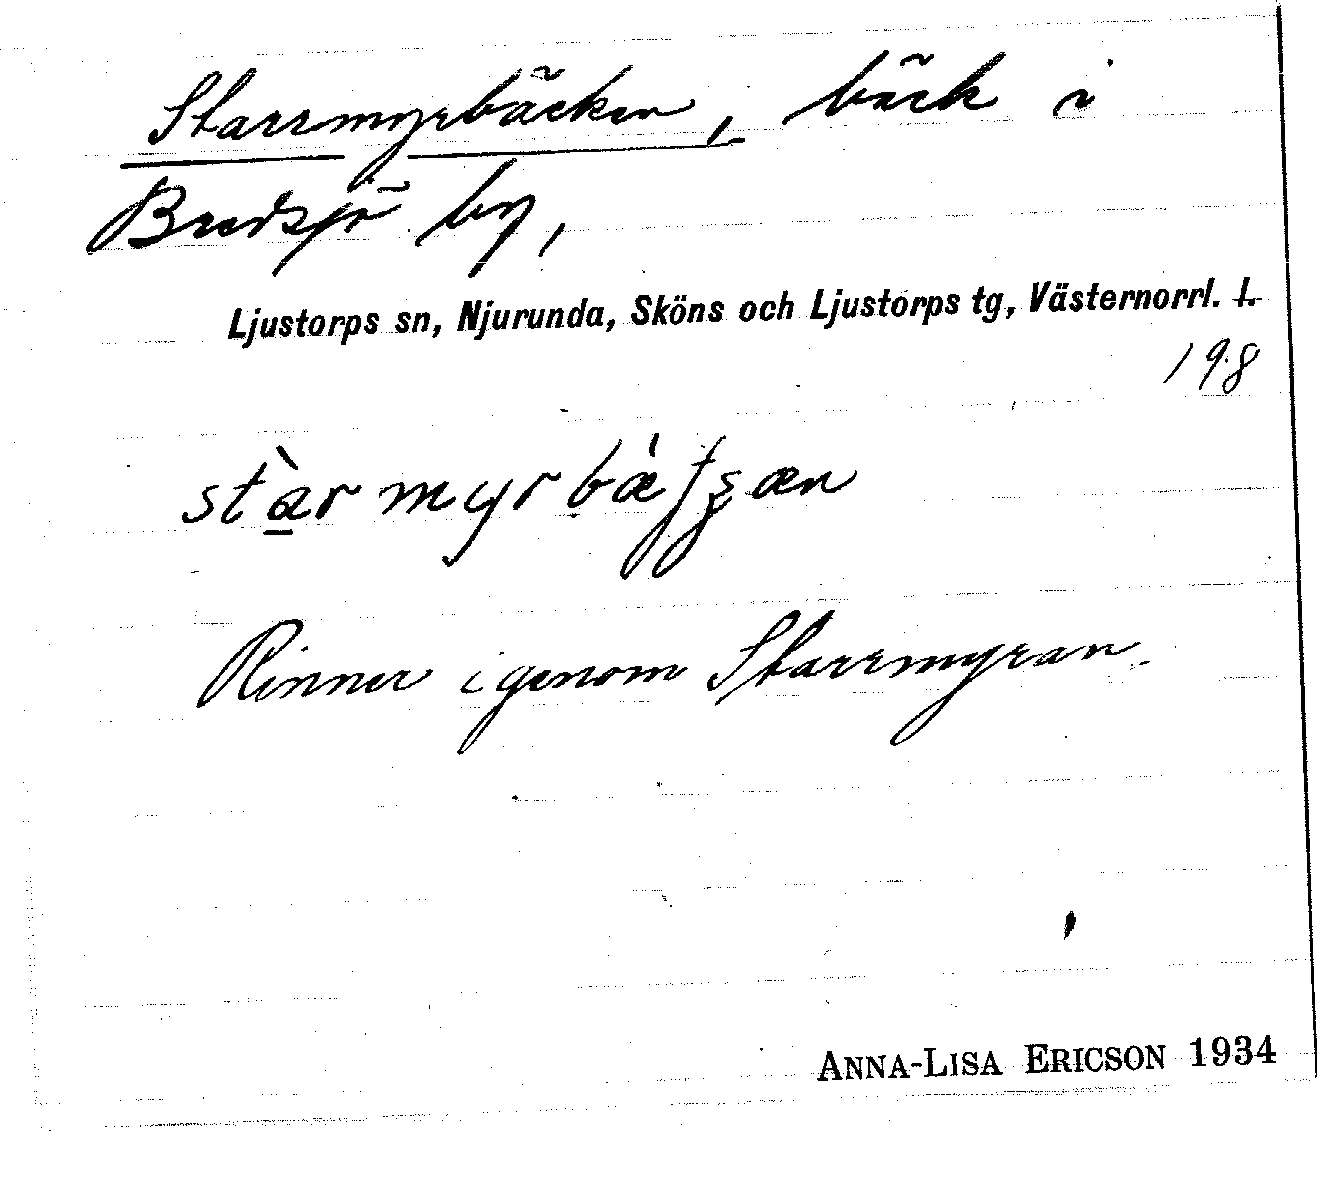 Starrmyrbäcken, bäck i
Bredsjö by,
Ljustorps sn, Njurunda, Sköns och Ljustorps tg, Västernorrl. l.
198
Rinner igenom Starrmyran.
ANNA-LISA ERICSON 1934